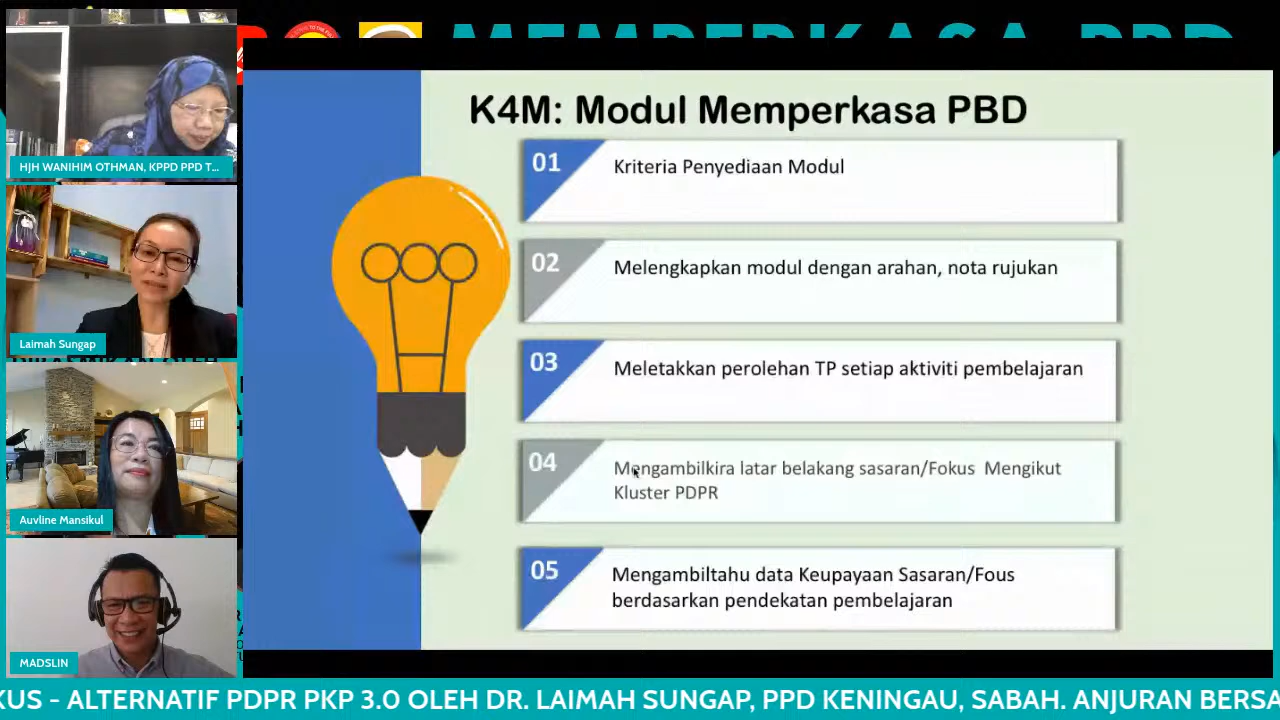 MEMPERKASA PBD
K4M: Modul Memperkasa PBD
01
Kriteria Penyediaan Modul
02
Melengkapkan modul dengan arahan, nota rujukan
03
Meletakkan perolehan TP setiap aktiviti pembelajaran
04
Mengambilkira latar belakang sasaran/Fokus Mengikut
Kluster PDPR
05
Mengambiltahu data Keupayaan Sasaran/Fous
berdasarkan pendekatan pembelajaran
HJH WANIHIM OTHMAN, KPPD PPD T...
Laimah Sungap
Auvline Mansikul
MADSLIN
KUS - ALTERNATIF PDPR PKP 3.0 OLEH DR. LAIMAH SUNGAP, PPD KENINGAU, SABAH. ANJURAN BERSA